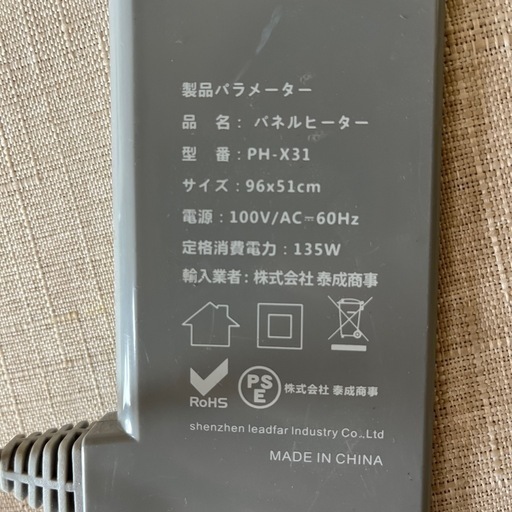 製品パラメーター
品　名： パネルヒーター
型　番：PH-X31
サイズ：96x51cm
電源：100V/AC⎓60Hz
定格消費電力：135W
輸入業者：株式会社 泰成商事
RoHS
PSE 株式会社 泰成商事
shenzhen leadfar Industry Co.,Ltd
MADE IN CHINA